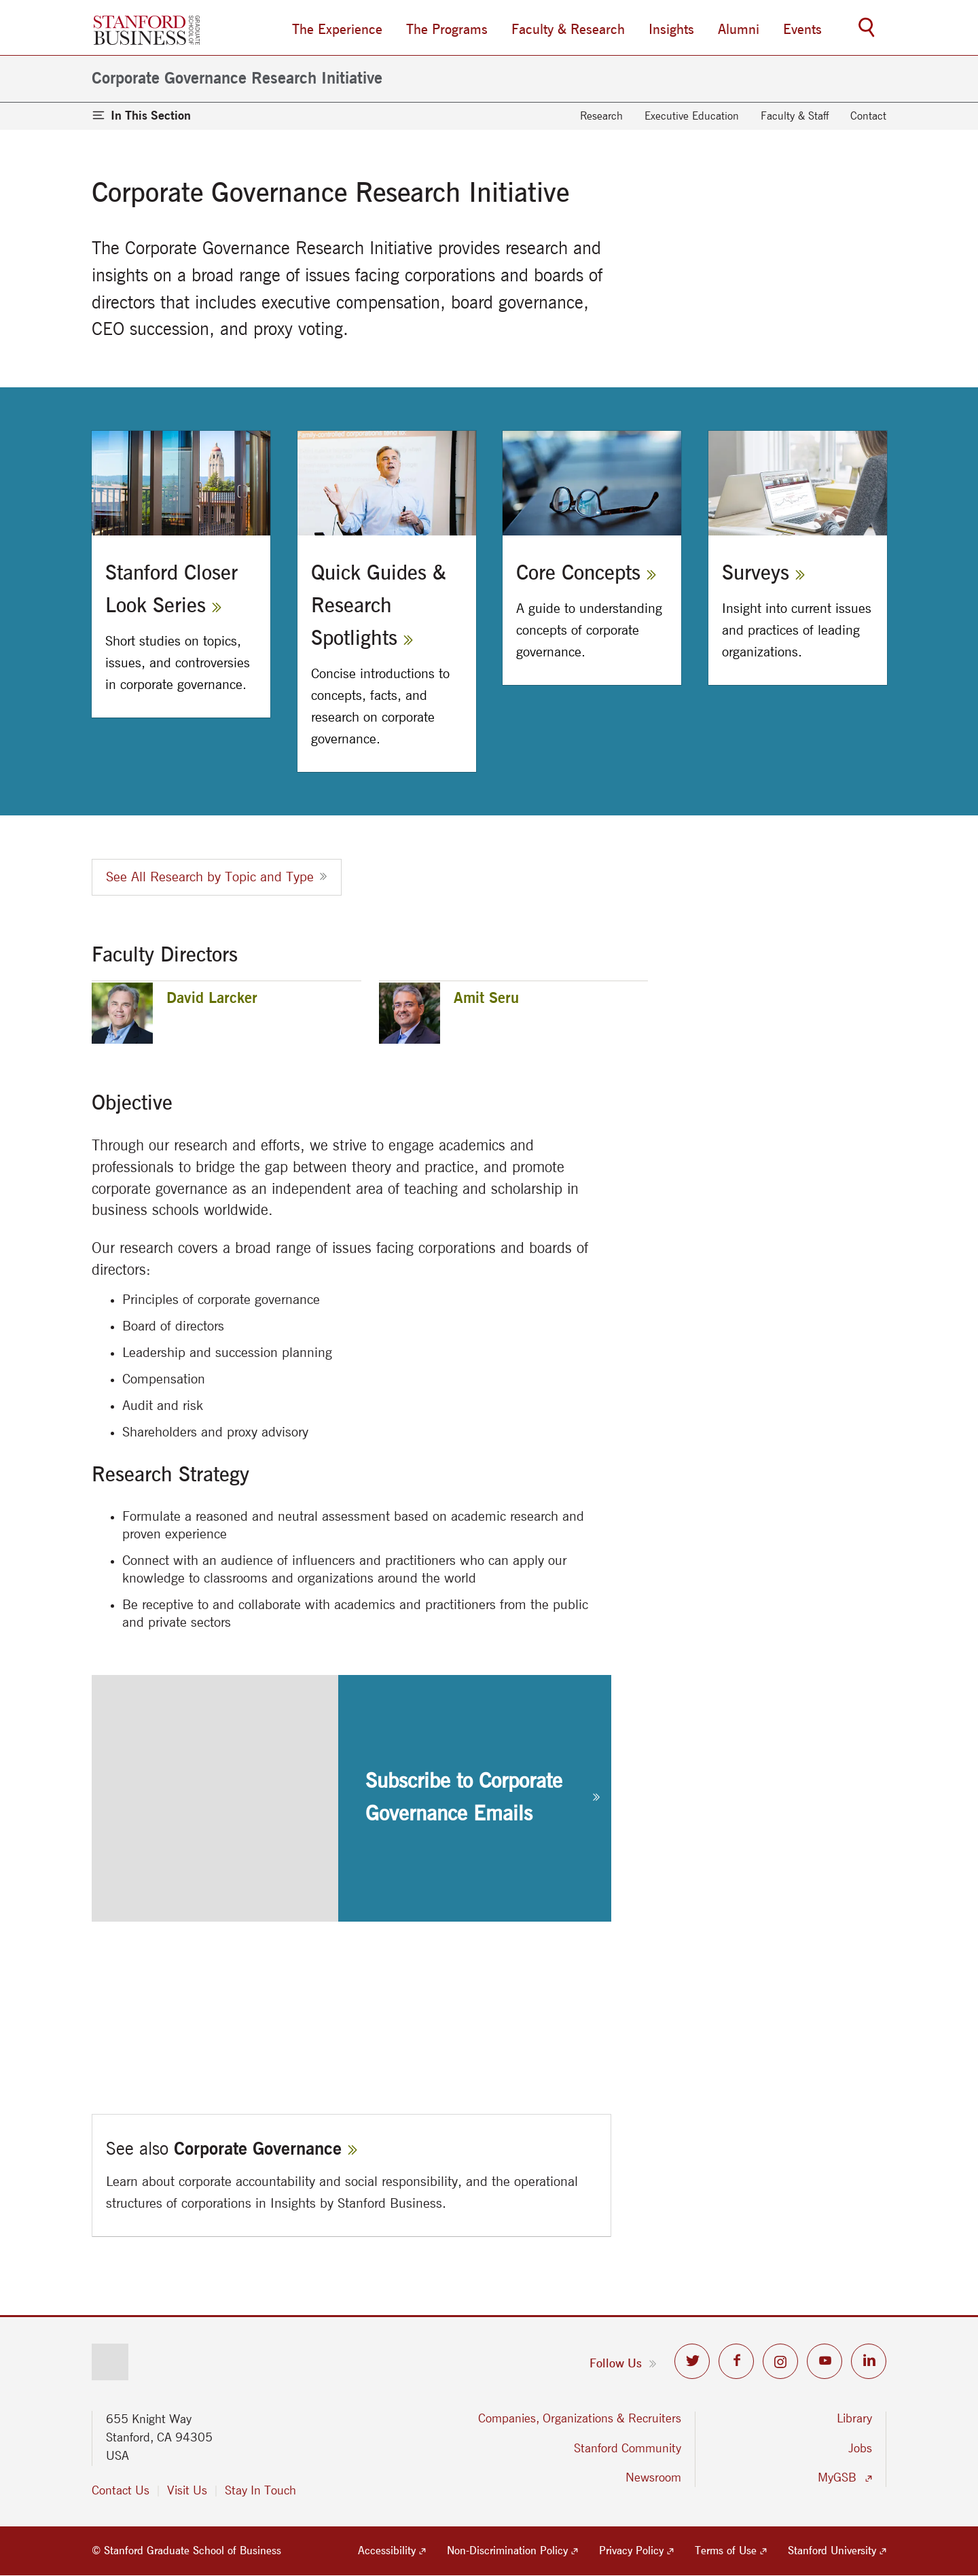 STANFORD
BUSINESS
GRADUATE
SCHOOL OF
The Experience
The Programs
Faculty & Research
Insights
Alumni
Events
Corporate Governance Research Initiative
In This Section
Research
Executive Education
Faculty & Staff
Contact
Corporate Governance Research Initiative
The Corporate Governance Research Initiative provides research and
insights on a broad range of issues facing corporations and boards of
directors that includes executive compensation, board governance,
CEO succession, and proxy voting.
Stanford Closer
Look Series »
Short studies on topics,
issues, and controversies
in corporate governance.
Quick Guides &
Research
Spotlights »
Concise introductions to
concepts, facts, and
research on corporate
governance.
Core Concepts »
A guide to understanding
concepts of corporate
governance.
Surveys »
Insight into current issues
and practices of leading
organizations.
See All Research by Topic and Type »
Faculty Directors
David Larcker
Amit Seru
Objective
Through our research and efforts, we strive to engage academics and
professionals to bridge the gap between theory and practice, and promote
corporate governance as an independent area of teaching and scholarship in
business schools worldwide.
Our research covers a broad range of issues facing corporations and boards of
directors:
• Principles of corporate governance
• Board of directors
• Leadership and succession planning
• Compensation
• Audit and risk
• Shareholders and proxy advisory
Research Strategy
• Formulate a reasoned and neutral assessment based on academic research and
proven experience
• Connect with an audience of influencers and practitioners who can apply our
knowledge to classrooms and organizations around the world
• Be receptive to and collaborate with academics and practitioners from the public
and private sectors
Subscribe to Corporate
Governance Emails »
See also Corporate Governance »
Learn about corporate accountability and social responsibility, and the operational
structures of corporations in Insights by Stanford Business.
Follow Us »
655 Knight Way
Stanford, CA 94305
USA
Contact Us | Visit Us | Stay In Touch
Companies, Organizations & Recruiters
Stanford Community
Newsroom
Library
Jobs
MyGSB
© Stanford Graduate School of Business
Accessibility
Non-Discrimination Policy
Privacy Policy
Terms of Use
Stanford University